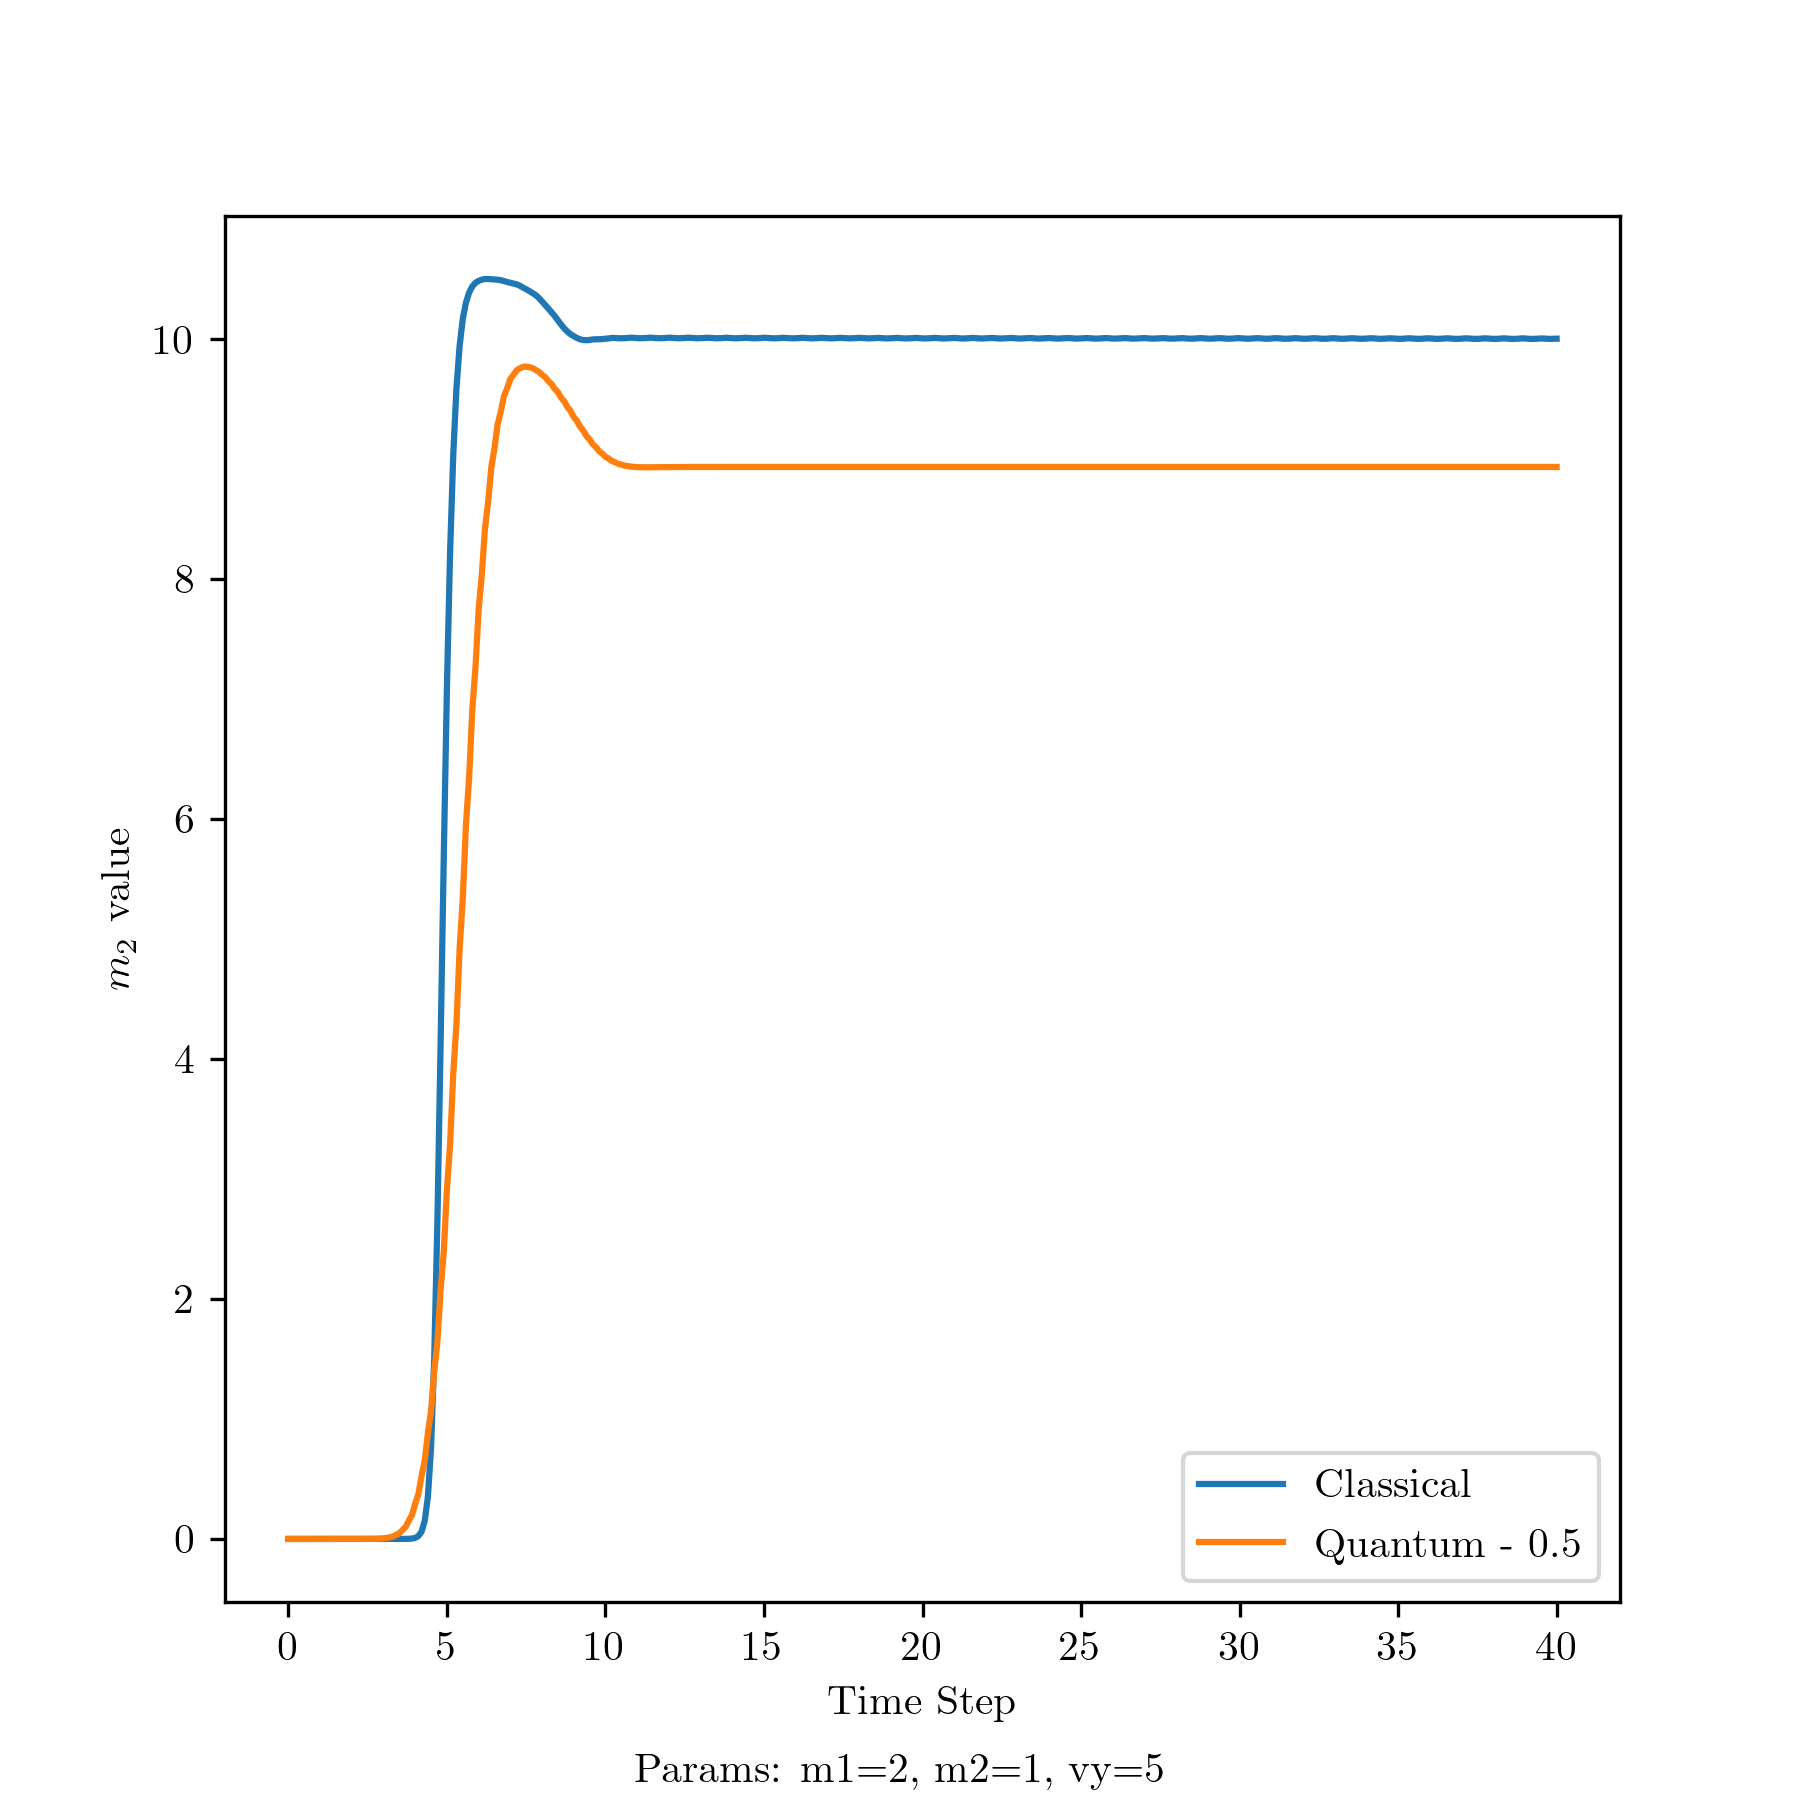 10
8
6
4
2
0
m₂ value
Classical
Quantum - 0.5
0 5 10 15 20 25 30 35 40
Time Step
Params: m1=2, m2=1, vy=5